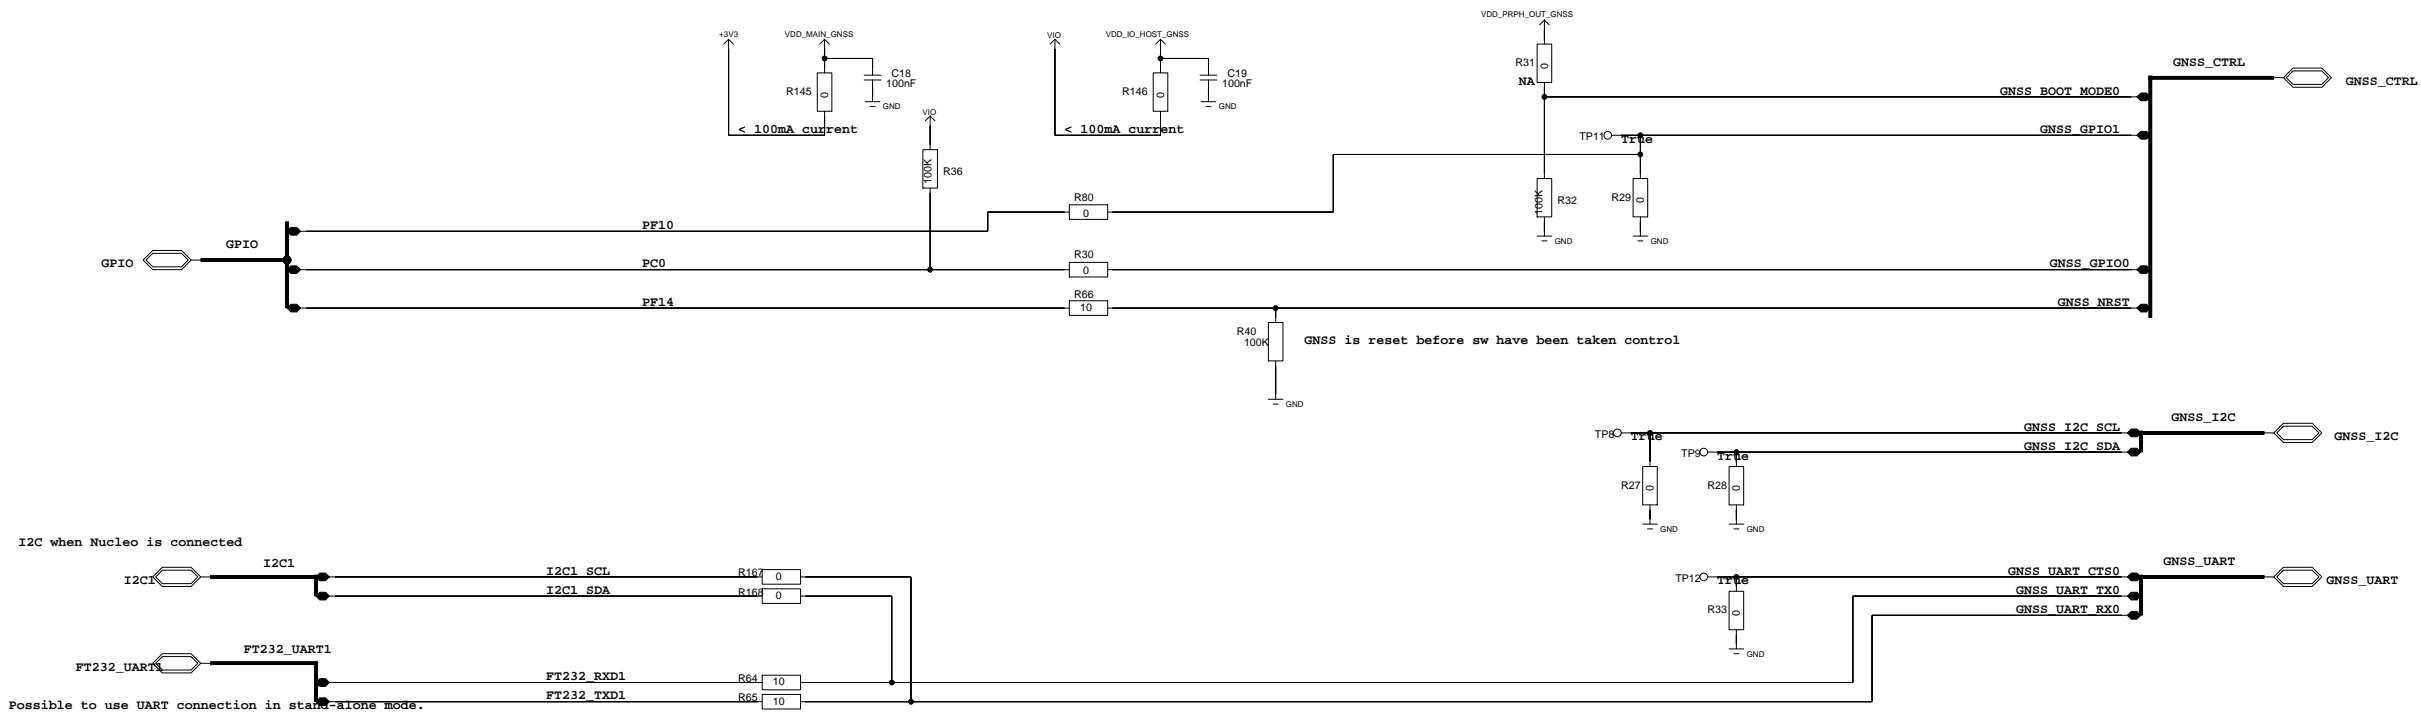 VDD_PRPH_OUT_GNSS
+3V3
VDD_MAIN_GNSS
VIO
VDD_IO_HOST_GNSS
R31
0
NA
GNSS_CTRL
GNSS_CTRL
C18
100nF
R145
0
GND
C19
100nF
R146
0
GND
GNSS_BOOT_MODE0
VIO
< 100mA current
< 100mA current
TP11
True
GNSS_GPIO1
100K
R36
R80
0
100K
R32
R29
0
PF10
GND
GND
GPIO
GPIO
PC0
R30
0
GNSS_GPIO0
PF14
R66
10
GNSS_NRST
R40
100K
GNSS is reset before sw have been taken control
GND
GNSS_I2C
TP8
True
GNSS_I2C_SCL
GNSS_I2C
TP9
True
GNSS_I2C_SDA
R27
0
R28
0
GND
GND
I2C when Nucleo is connected
I2C1
I2C1
I2C1_SCL
R167
0
I2C1_SDA
R168
0
GNSS_UART
TP12
True
GNSS_UART_CTS0
GNSS_UART
GNSS_UART_TX0
R33
0
GNSS_UART_RX0
GND
FT232_UART1
FT232_UART1
FT232_RXD1
R64
10
FT232_TXD1
R65
10
Possible to use UART connection in stand-alone mode.